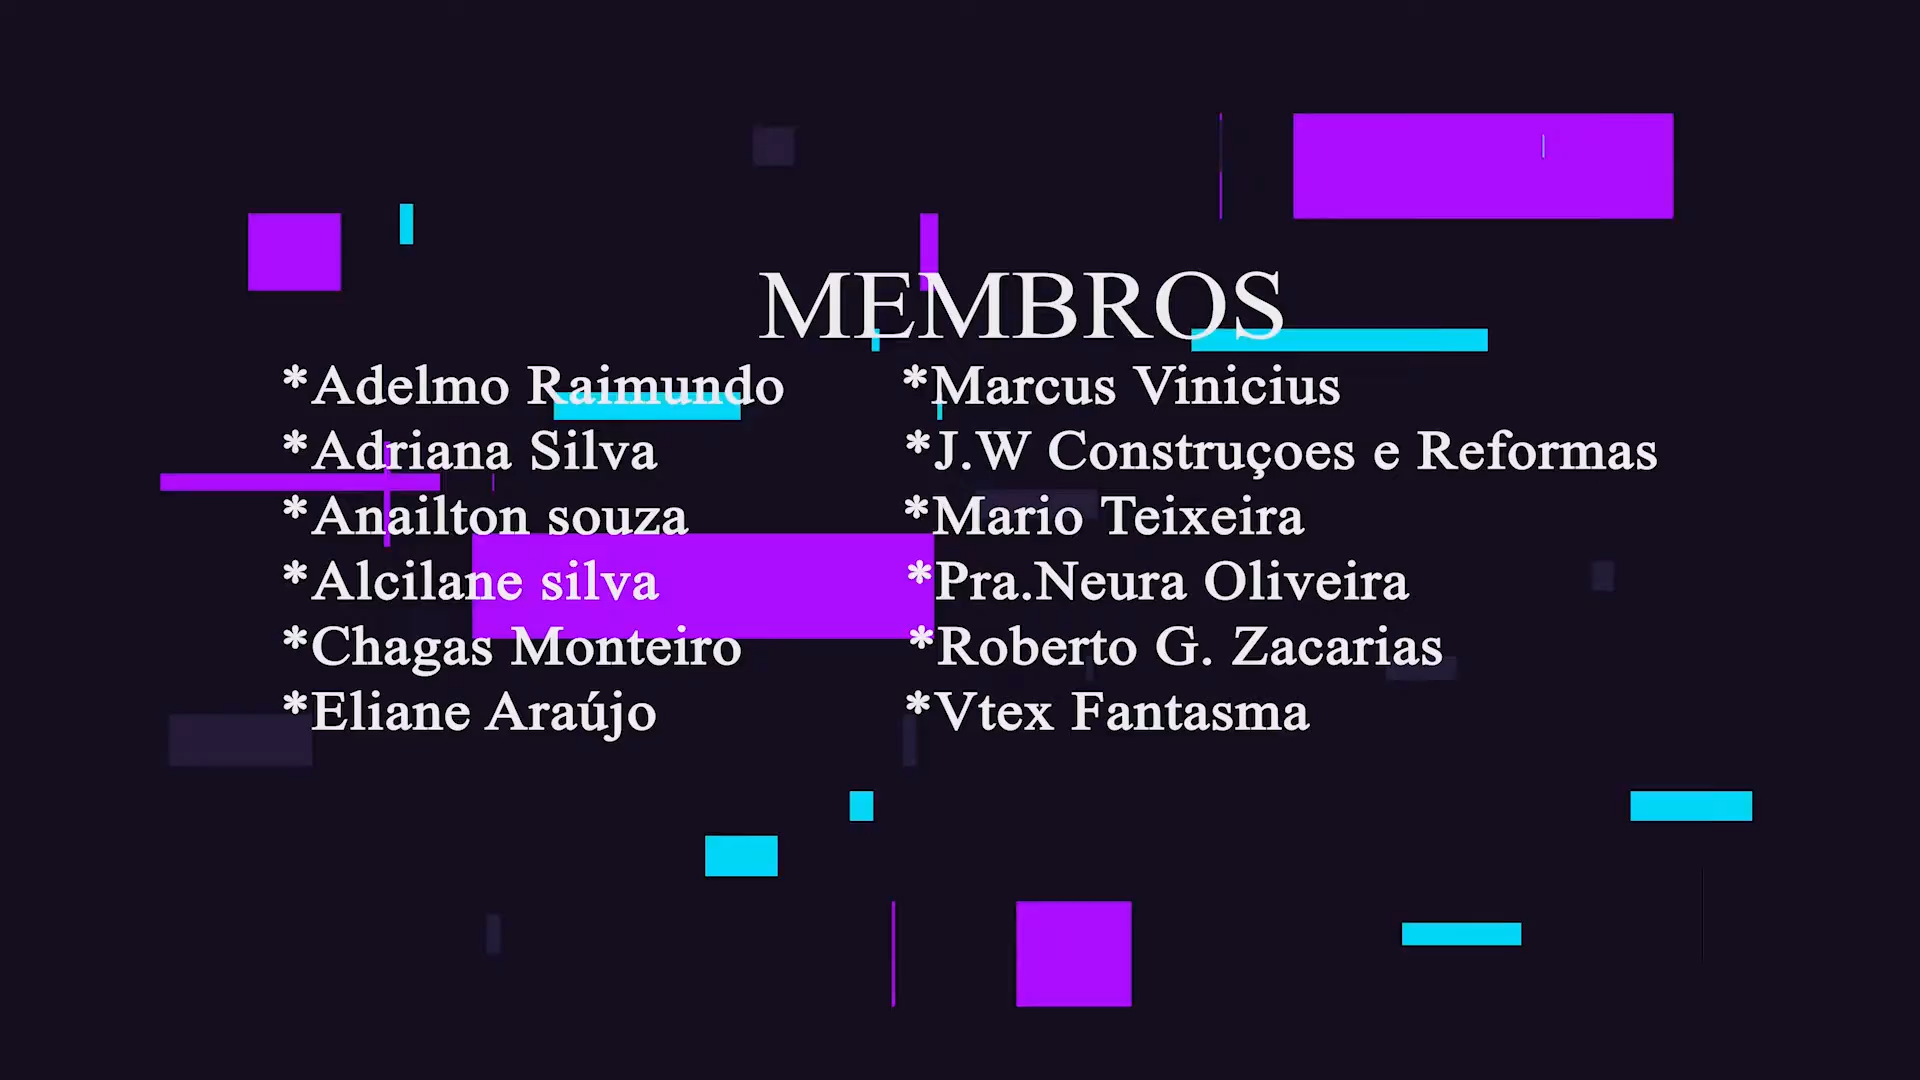 MEMBROS
*Adelmo Raimundo
*Adriana Silva
*Anailton souza
*Alcilane silva
*Chagas Monteiro
*Eliane Araújo
*Marcus Vinicius
*J.W Construçoes e Reformas
*Mario Teixeira
*Pra.Neura Oliveira
*Roberto G. Zacarias
*Vtex Fantasma